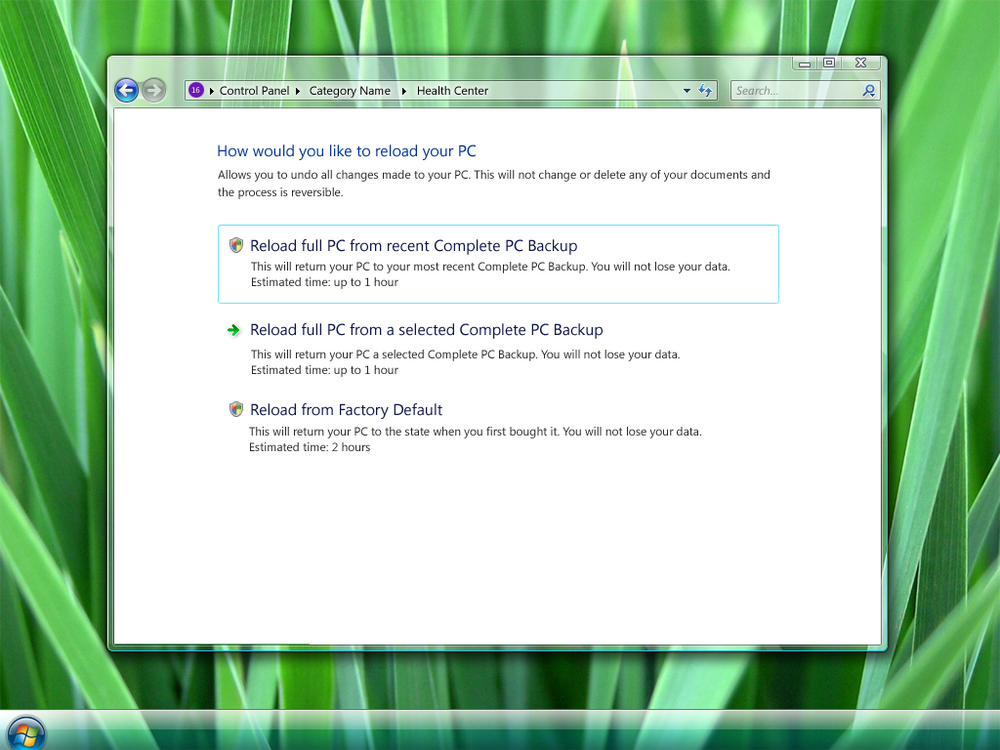 16 Control Panel Category Name Health Center Search...
How would you like to reload your PC
Allows you to undo all changes made to your PC. This will not change or delete any of your documents and
the process is reversible.
Reload full PC from recent Complete PC Backup
This will return your PC to your most recent Complete PC Backup. You will not lose your data.
Estimated time: up to 1 hour
Reload full PC from a selected Complete PC Backup
This will return your PC a selected Complete PC Backup. You will not lose your data.
Estimated time: up to 1 hour
Reload from Factory Default
This will return your PC to the state when you first bought it. You will not lose your data.
Estimated time: 2 hours